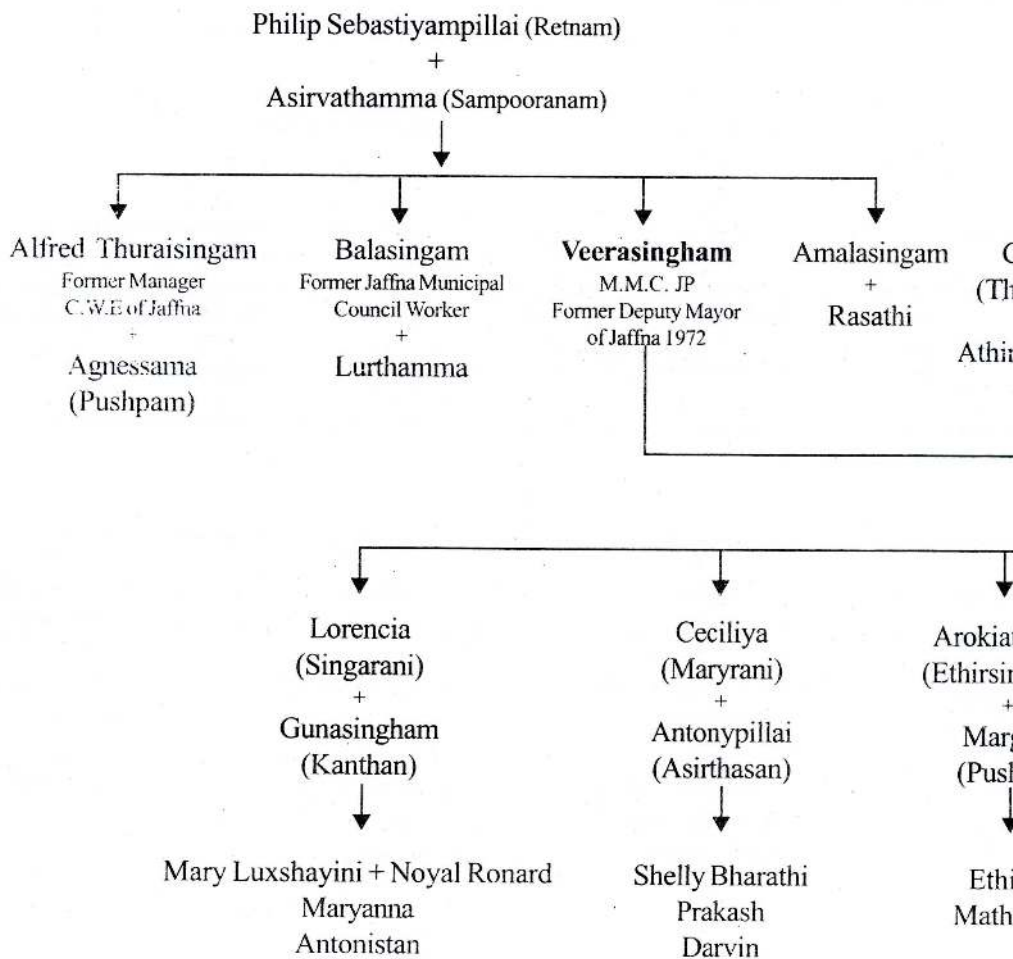 Philip Sebastiyampillai (Retnam)
+
Asirvathamma (Sampooranam)
Alfred Thuraisingam
Former Manager
C.W.E of Jaffna
+
Agnessama
(Pushpam)
Balasingam
Former Jaffna Municipal
Council Worker
+
Lurthamma
Veerasingham
M.M.C. JP
Former Deputy Mayor
of Jaffna 1972
Amalasingam
+
Rasathi
Lorencia
(Singarani)
+
Gunasingham
(Kanthan)
Mary Luxshayini + Noyal Ronard
Maryanna
Antonistan
Ceciliya
(Maryrani)
+
Antonypillai
(Asirthasan)
Shelly Bharathi
Prakash
Darvin
+